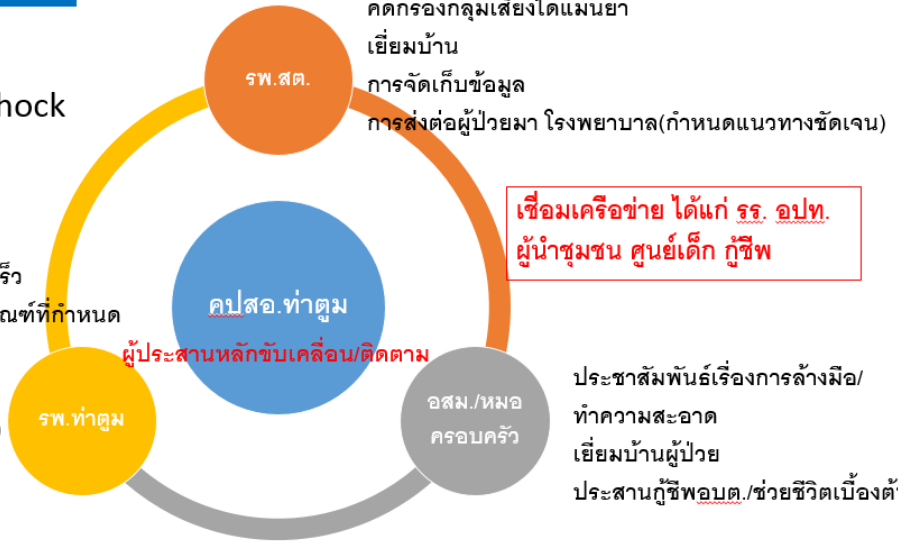 คัดกรองกลุ่มเสี่ยงได้แม่นยำ
เยี่ยมบ้าน
การจัดเก็บข้อมูล
การส่งต่อผู้ป่วยมา โรงพยาบาล(กำหนดแนวทางชัดเจน)
รพ.สต.
hock
เชื่อมเครือข่าย ได้แก่ รร. อปท.
ผู้นำชุมชน ศูนย์เด็ก กู้ชีพ
ร็ว
ณฑ์ที่กำหนด
คปสอ.ท่าตูม
ผู้ประสานหลักขับเคลื่อน/ติดตาม
รพ.ท่าตูม
อสม./หมอ
ครอบครัว
ประชาสัมพันธ์เรื่องการล้างมือ/
ทำความสะอาด
เยี่ยมบ้านผู้ป่วย
ประสานกู้ชีพอบต./ช่วยชีวิตเบื้องต้